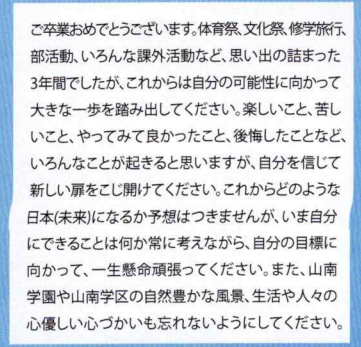 ご卒業おめでとうございます。体育祭、文化祭、修学旅行、
部活動、いろんな課外活動など、思い出の詰まった
3年間でしたが、これからは自分の可能性に向かって
大きな一歩を踏み出してください。楽しいこと、苦し
いこと、やってみて良かったこと、後悔したことなど、
いろんなことが起きると思いますが、自分を信じて
新しい扉をこじ開けてください。これからどのような
日本(未来)になるか予想はつきませんが、いま自分
にできることは何か常に考えながら、自分の目標に
向かって、一生懸命頑張ってください。また、山南
学園や山南学区の自然豊かな風景、生活や人々の
心優しい心づかいも忘れないようにしてください。